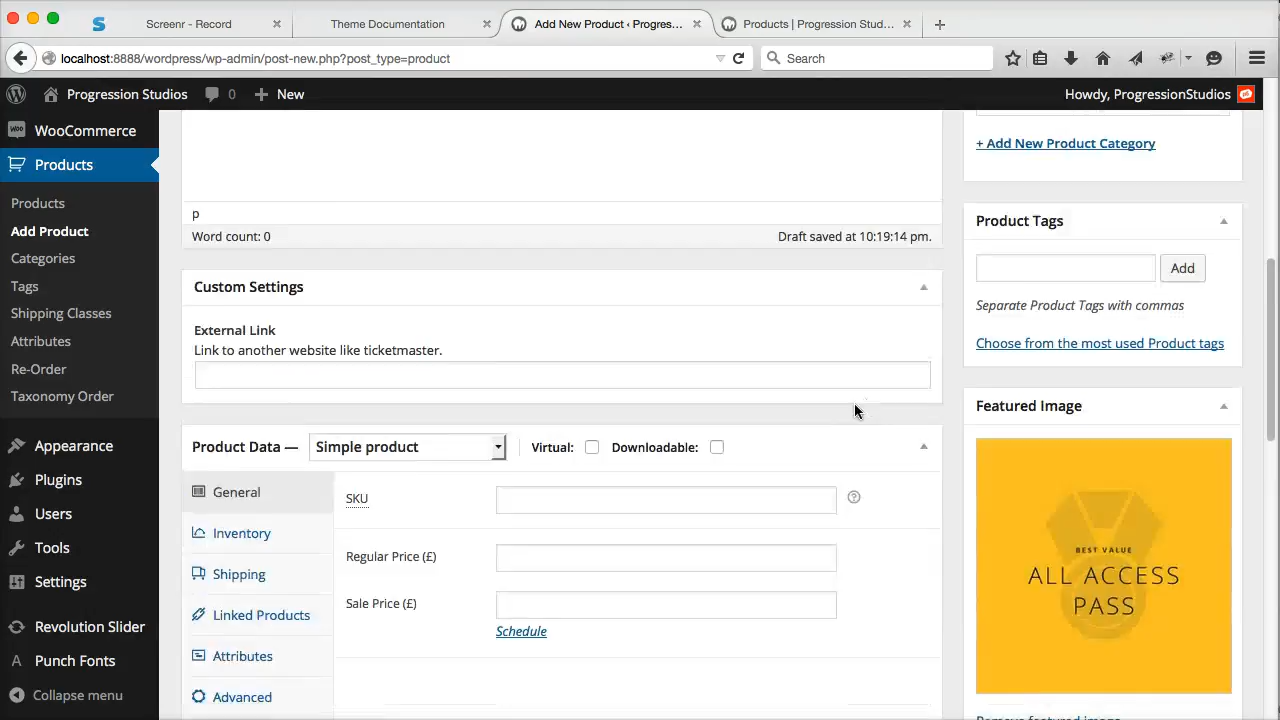 Screenr - Record
Theme Documentation
Add New Product ‹ Progres...
Products | Progression Stud...
localhost:8888/wordpress/wp-admin/post-new.php?post_type=product
Search
Progression Studios
0
New
Howdy, ProgressionStudios
WooCommerce
Products
Products
Add Product
Categories
Tags
Shipping Classes
Attributes
Re-Order
Taxonomy Order
Appearance
Plugins
Users
Tools
Settings
Revolution Slider
Punch Fonts
Collapse menu
p
Word count: 0
Draft saved at 10:19:14 pm.
Custom Settings
External Link
Link to another website like ticketmaster.
Product Data —
Simple product
Virtual:
Downloadable:
General
Inventory
Shipping
Linked Products
Attributes
Advanced
SKU
Regular Price (£)
Sale Price (£)
Schedule
+ Add New Product Category
Product Tags
Add
Separate Product Tags with commas
Choose from the most used Product tags
Featured Image
BEST VALUE
ALL ACCESS
PASS
Remove featured image